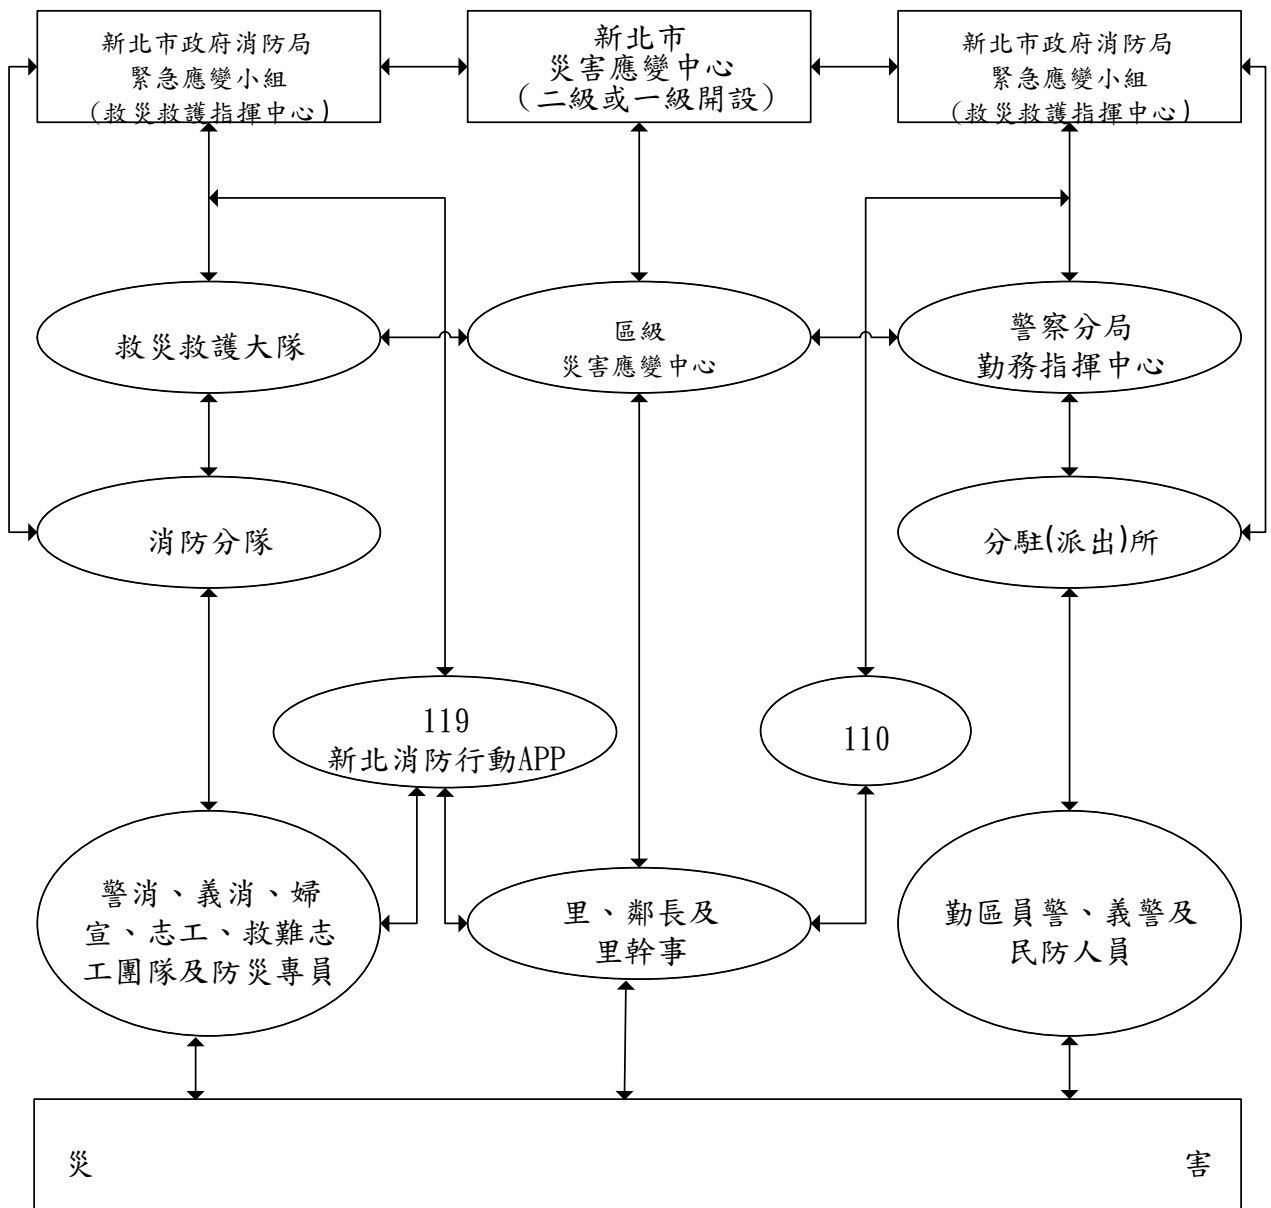 新北市政府消防局
緊急應變小組
(救災救護指揮中心)
新北市
災害應變中心
(二級或一級開設)
新北市政府消防局
緊急應變小組
(救災救護指揮中心)
救災救護大隊
區級
災害應變中心
警察分局
勤務指揮中心
消防分隊
分駐(派出)所
119
新北消防行動APP
110
警消、義消、婦
宣、志工、救難志
工團隊及防災專員
里、鄰長及
里幹事
勤區員警、義警及
民防人員
災 害